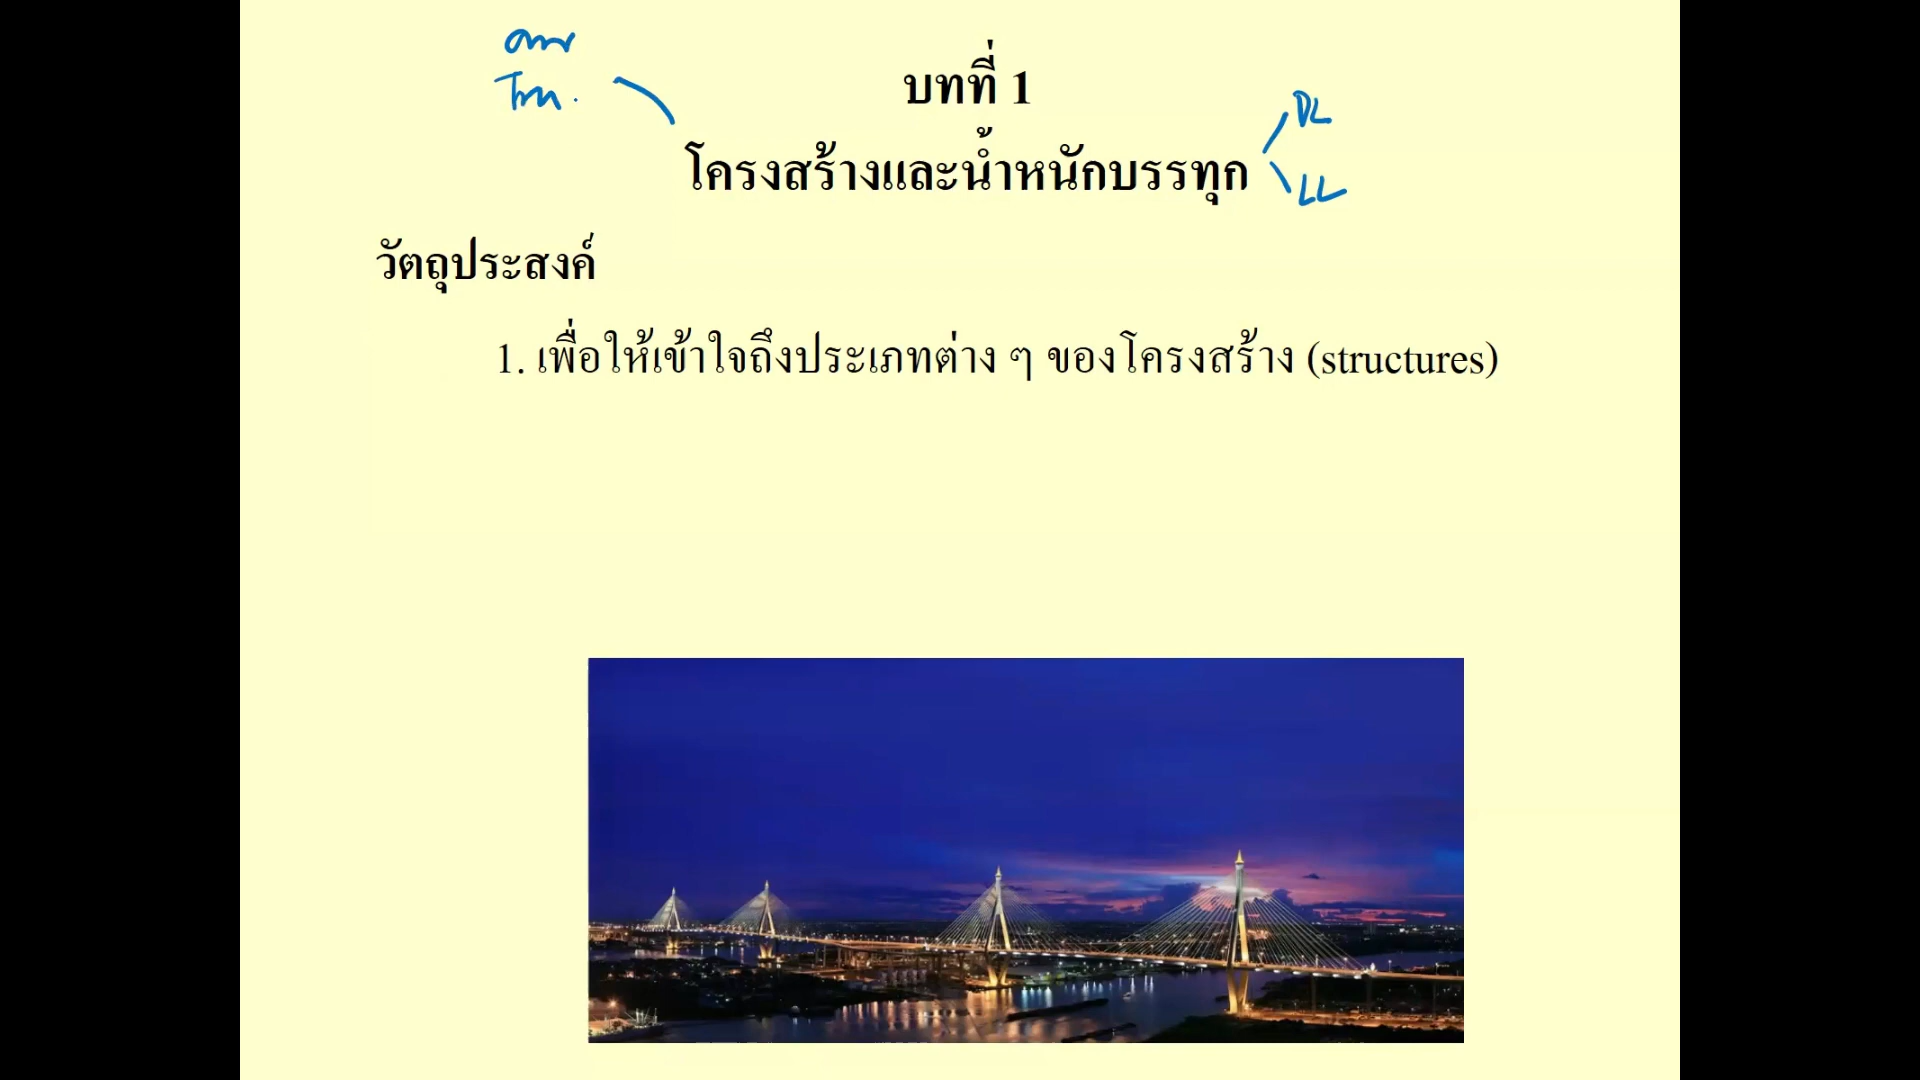 บทที่ 1
DL
โครงสร้างและน้ำหนักบรรทุก
LL
วัตถุประสงค์
1. เพื่อให้เข้าใจถึงประเภทต่าง ๆ ของโครงสร้าง (structures)